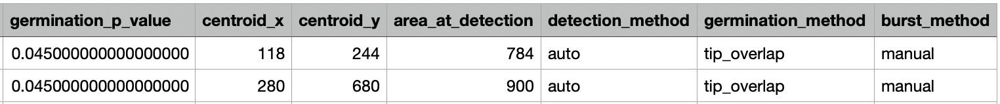 germination_p_value centroid_x centroid_y area_at_detection detection_method germination_method burst_method
0.045000000000000000 118 244 784 auto tip_overlap manual
0.045000000000000000 280 680 900 auto tip_overlap manual